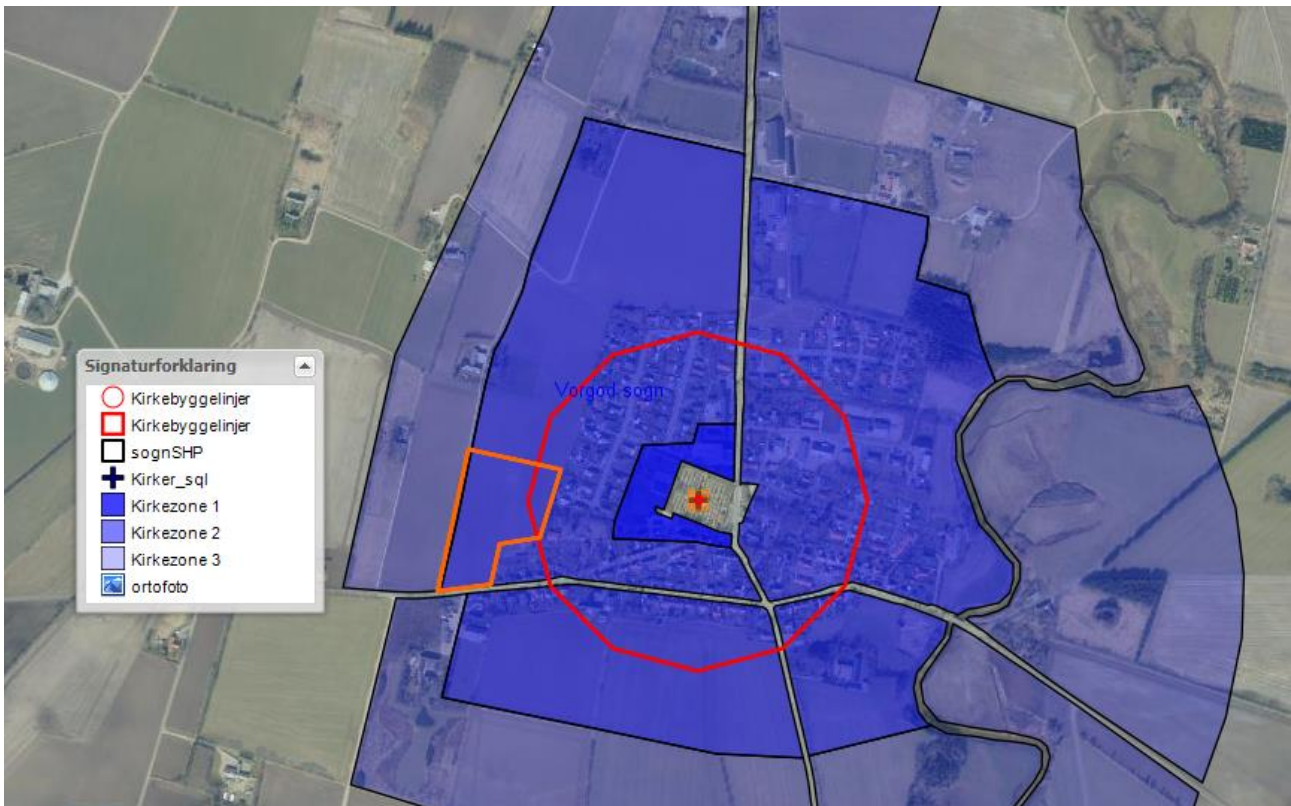 Vorgod sogn
Signaturforklaring
Kirkebyggelinjer
Kirkebyggelinjer
sognSHP
Kirker_sql
Kirkezone 1
Kirkezone 2
Kirkezone 3
ortofoto